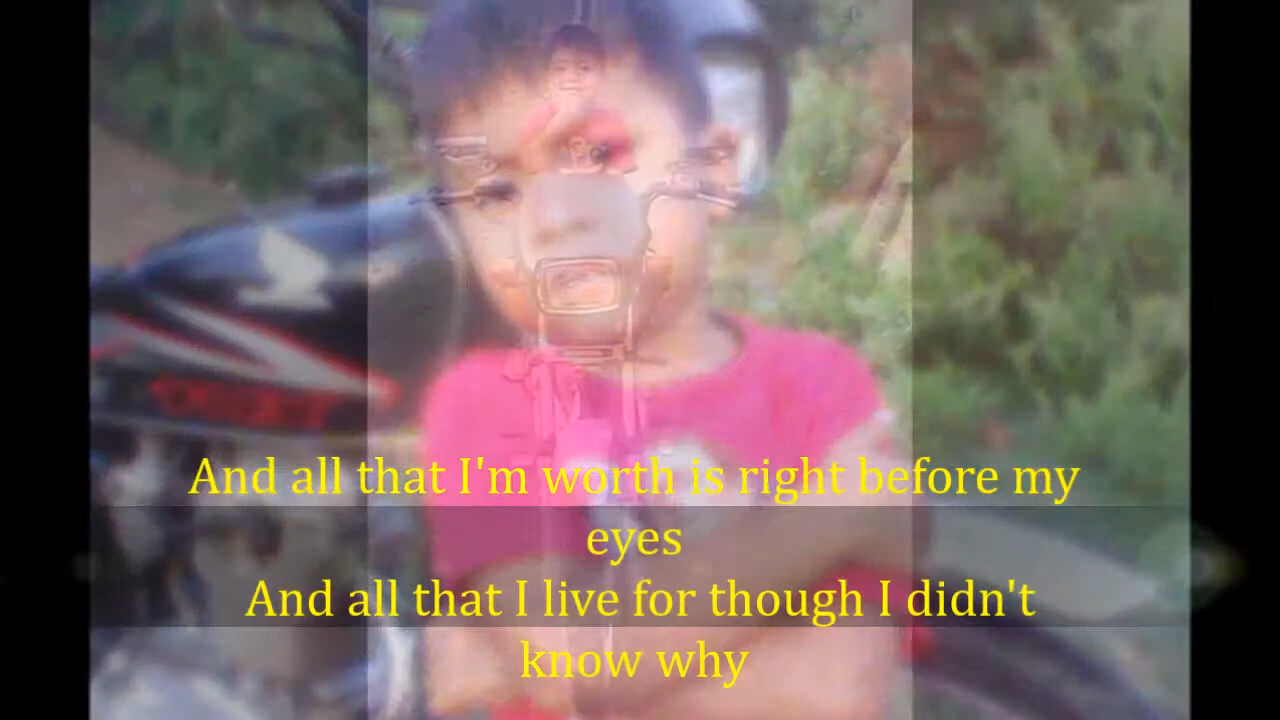 And all that I'm worth is right before my
eyes
And all that I live for though I didn't
know why